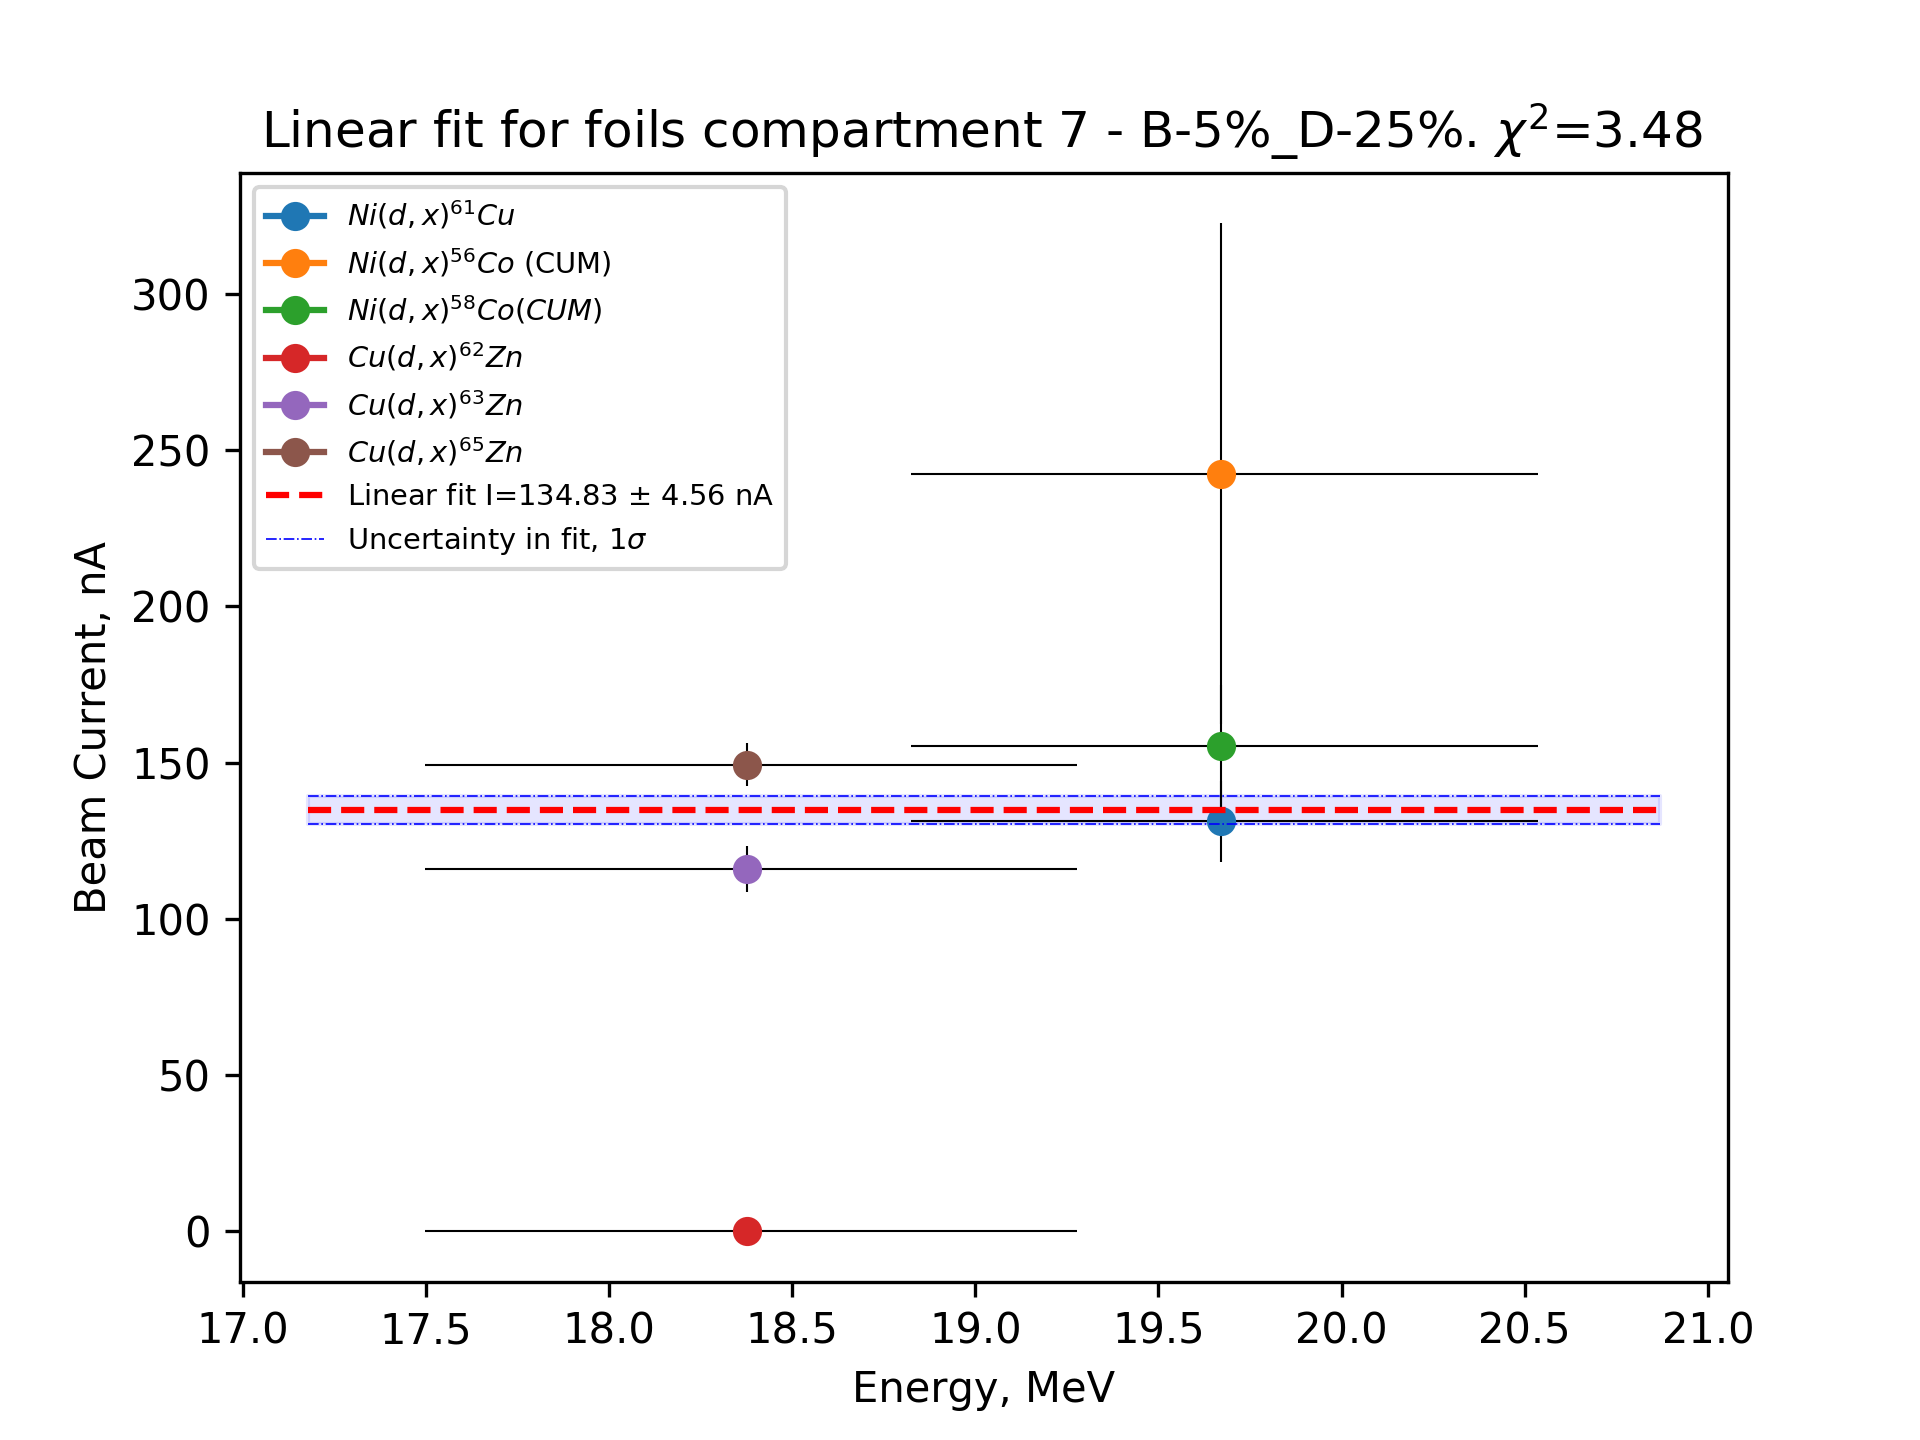 Linear fit for foils compartment 7 - B-5%_D-25%. χ²=3.48
Ni(d, x)⁶¹Cu
Ni(d, x)⁵⁶Co (CUM)
Ni(d, x)⁵⁸Co(CUM)
Cu(d, x)⁶²Zn
Cu(d, x)⁶³Zn
Cu(d, x)⁶⁵Zn
Linear fit I=134.83 ± 4.56 nA
Uncertainty in fit, 1σ
Beam Current, nA
300
250
200
150
100
50
0
17.0 17.5 18.0 18.5 19.0 19.5 20.0 20.5 21.0
Energy, MeV